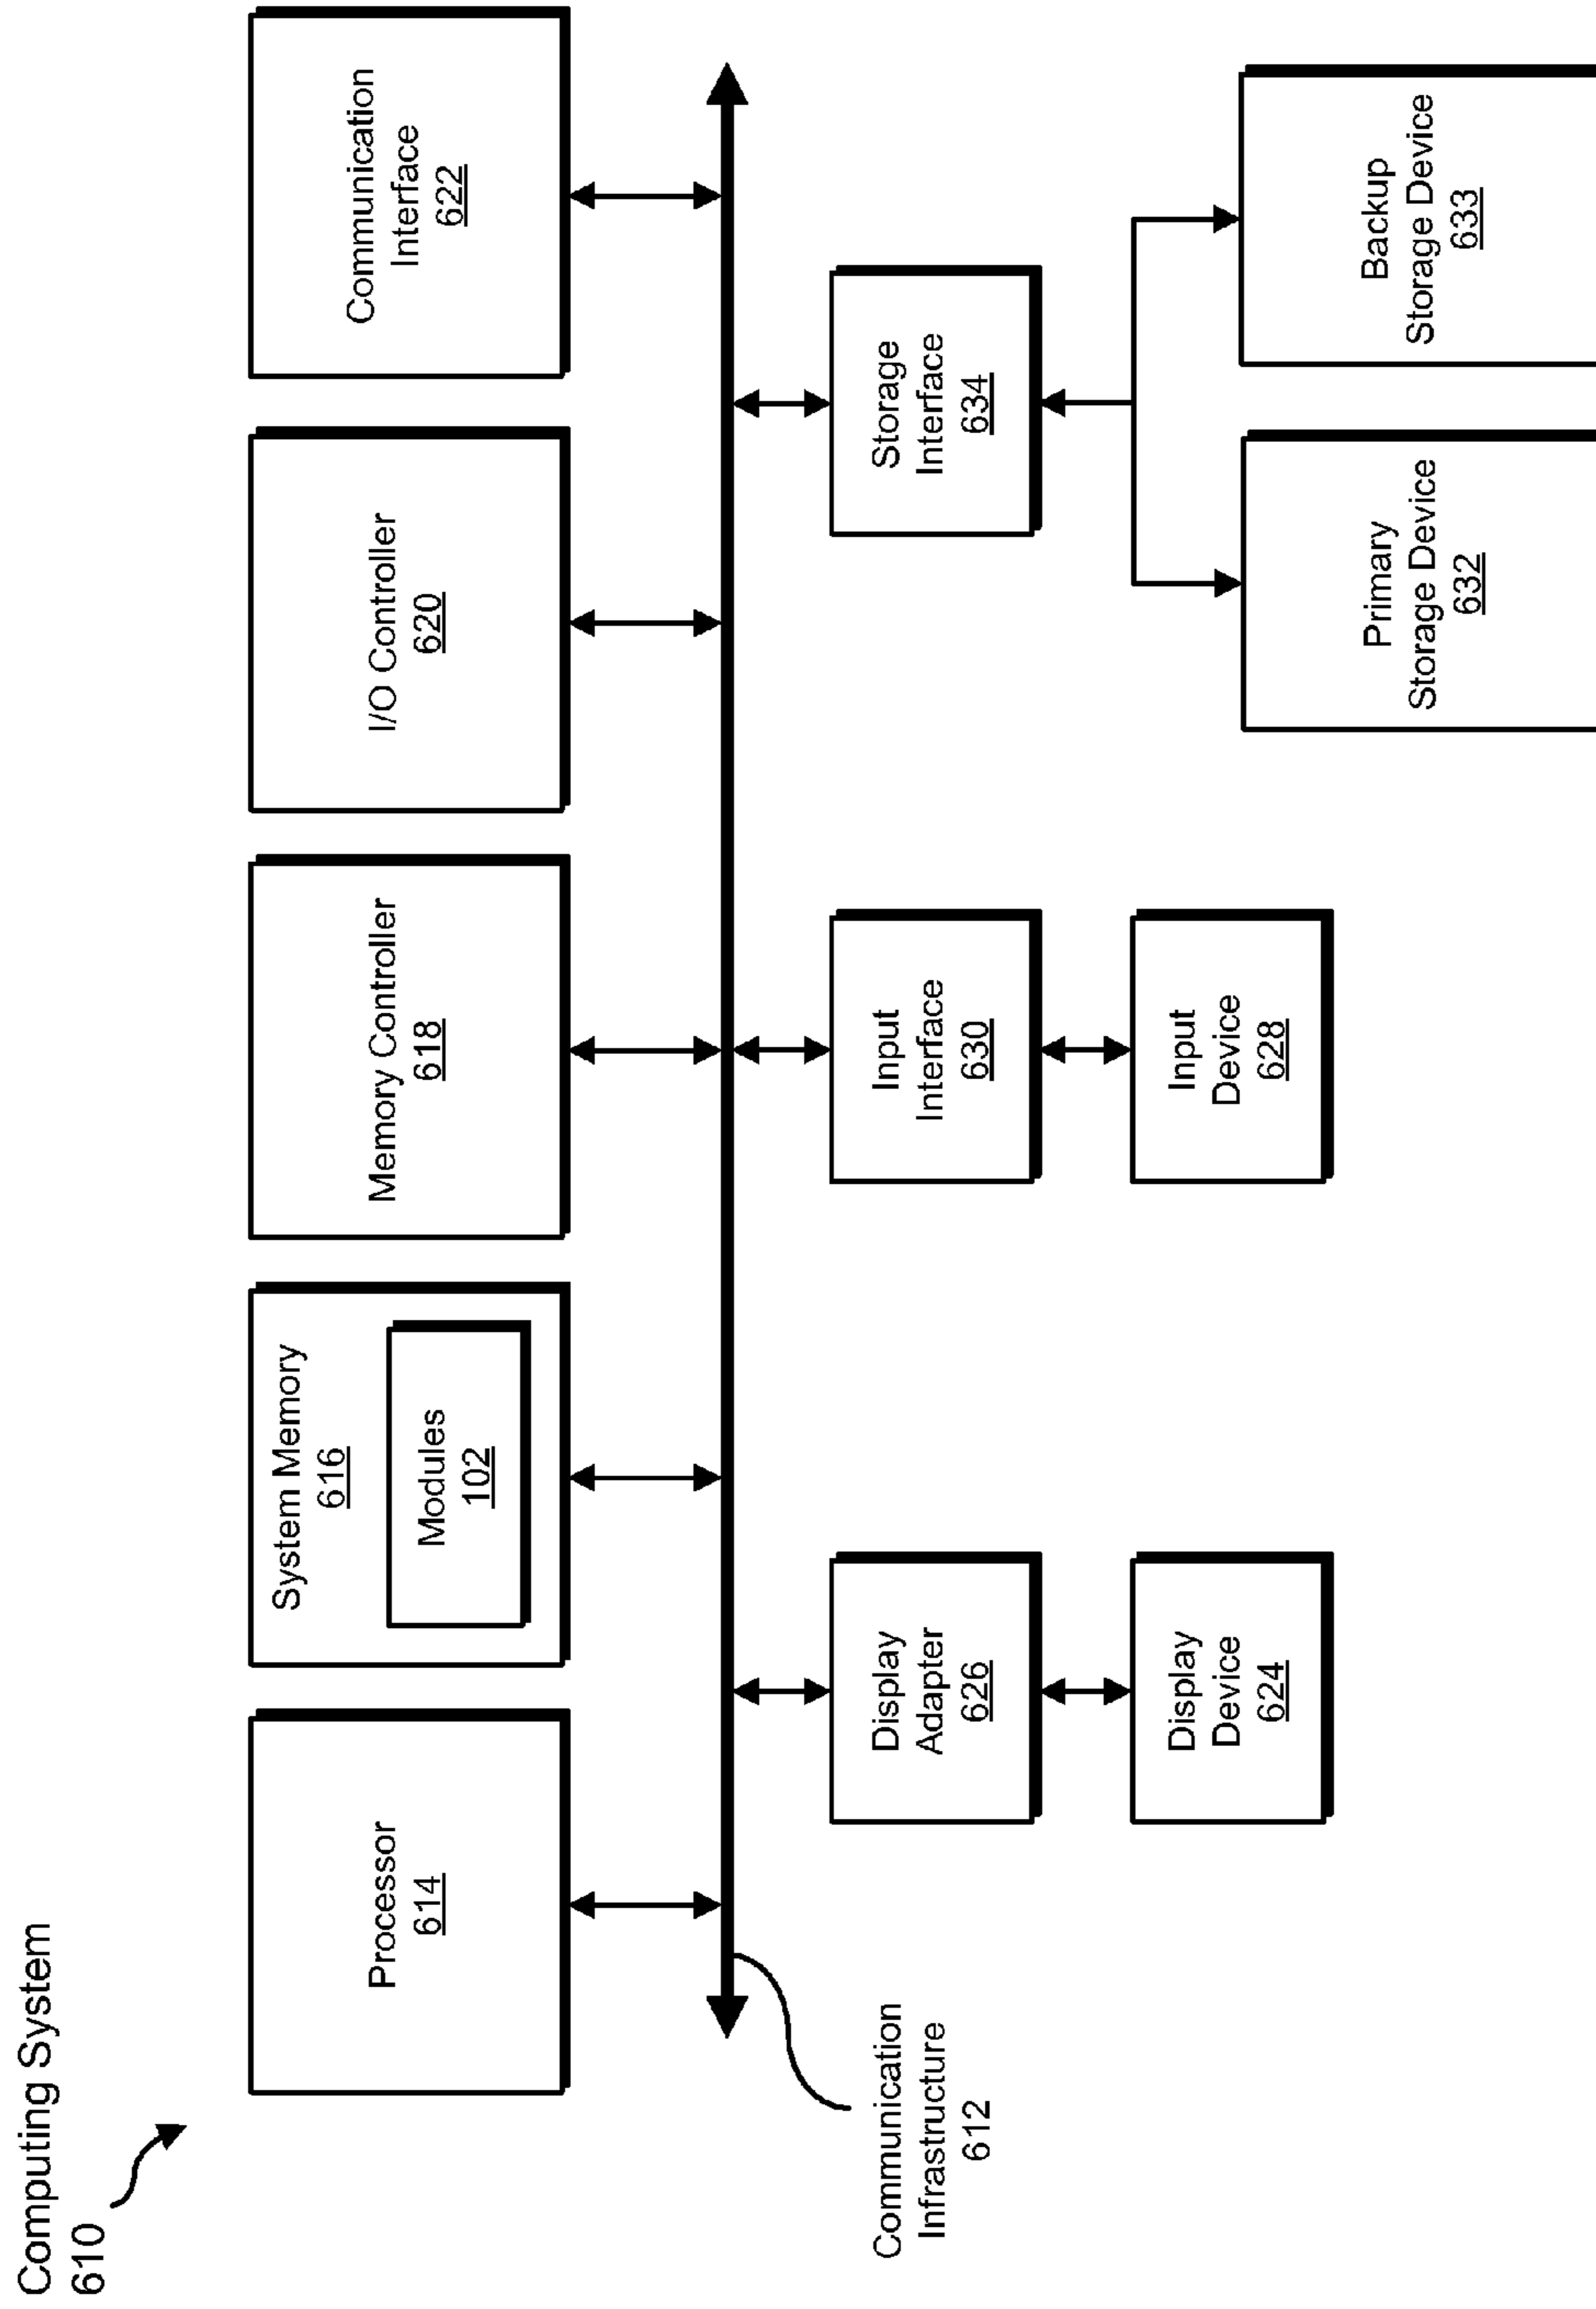 Computing System
610
Processor
614
System Memory
616
Modules
102
Memory Controller
618
I/O Controller
620
Communication
Interface
622
Communication
Infrastructure
612
Display
Adapter
626
Input
Interface
630
Storage
Interface
634
Display
Device
624
Input
Device
628
Primary
Storage Device
632
Backup
Storage Device
633